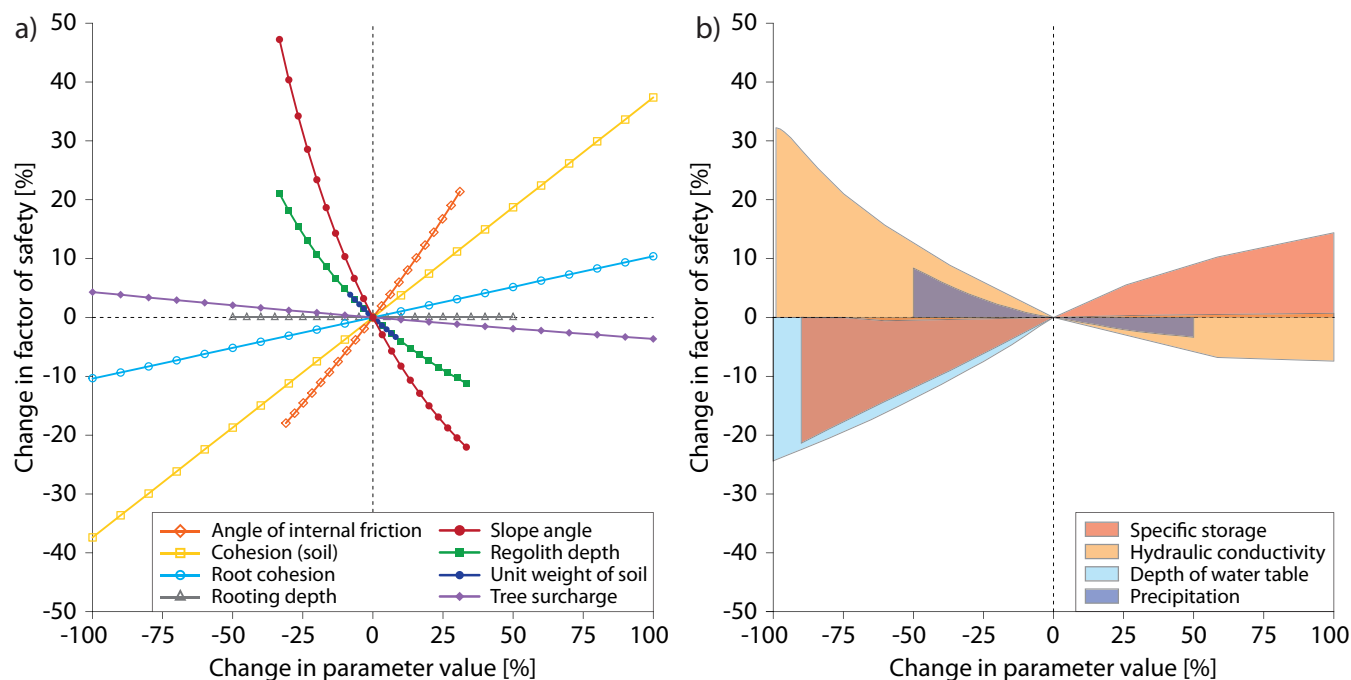 a)
50
40
30
20
10
0
-10
-20
-30
-40
-50
Change in factor of safety [%]
Angle of internal friction
Cohesion (soil)
Root cohesion
Rooting depth
Slope angle
Regolith depth
Unit weight of soil
Tree surcharge
-100 -75 -50 -25 0 25 50 75 100
Change in parameter value [%]
b)
50
40
30
20
10
0
-10
-20
-30
-40
-50
Change in factor of safety [%]
Specific storage
Hydraulic conductivity
Depth of water table
Precipitation
-100 -75 -50 -25 0 25 50 75 100
Change in parameter value [%]